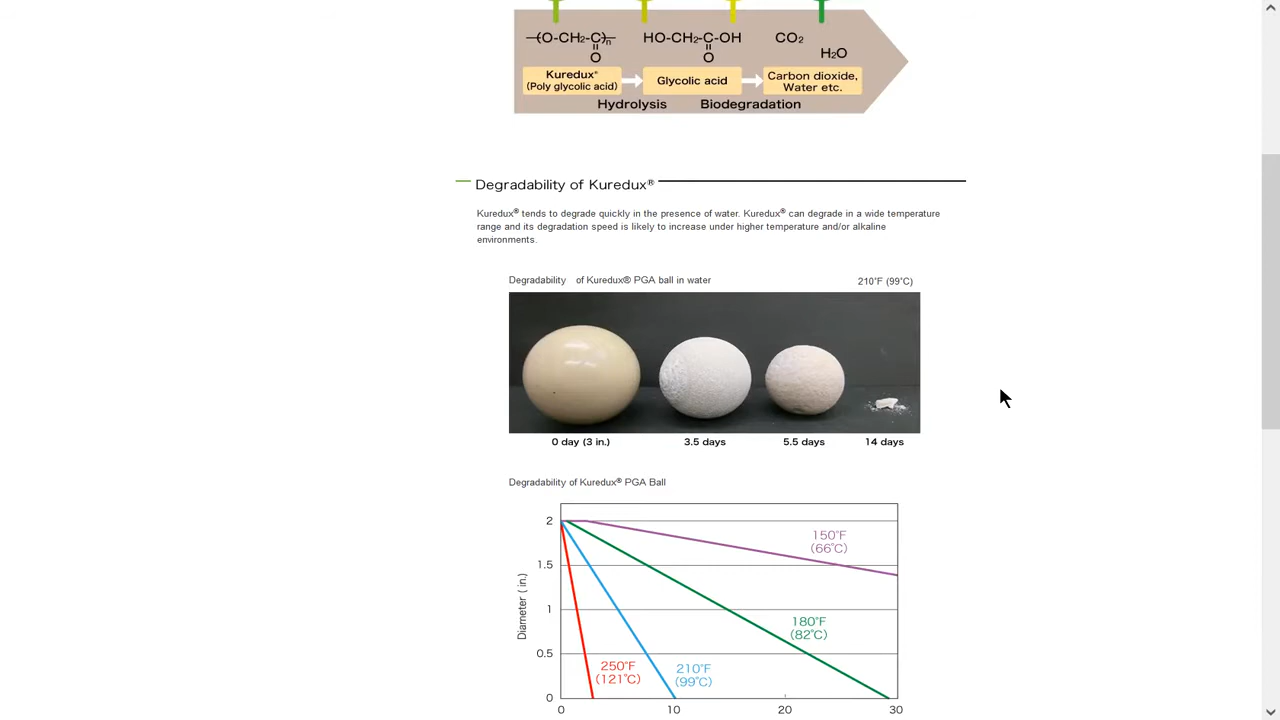 -(O-CH₂-C)n-
O
HO-CH₂-C-OH
O
CO₂
H₂O
Kuredux®
(Poly glycolic acid)
Glycolic acid
Carbon dioxide,
Water etc.
Hydrolysis
Biodegradation
Degradability of Kuredux®
Kuredux® tends to degrade quickly in the presence of water. Kuredux® can degrade in a wide temperature
range and its degradation speed is likely to increase under higher temperature and/or alkaline
environments.
Degradability of Kuredux® PGA ball in water
210°F (99°C)
0 day (3 in.)
3.5 days
5.5 days
14 days
Degradability of Kuredux® PGA Ball
Diameter ( in.)
2
1.5
1
0.5
0
150°F
(66°C)
180°F
(82°C)
250°F
(121°C)
210°F
(99°C)
0
10
20
30